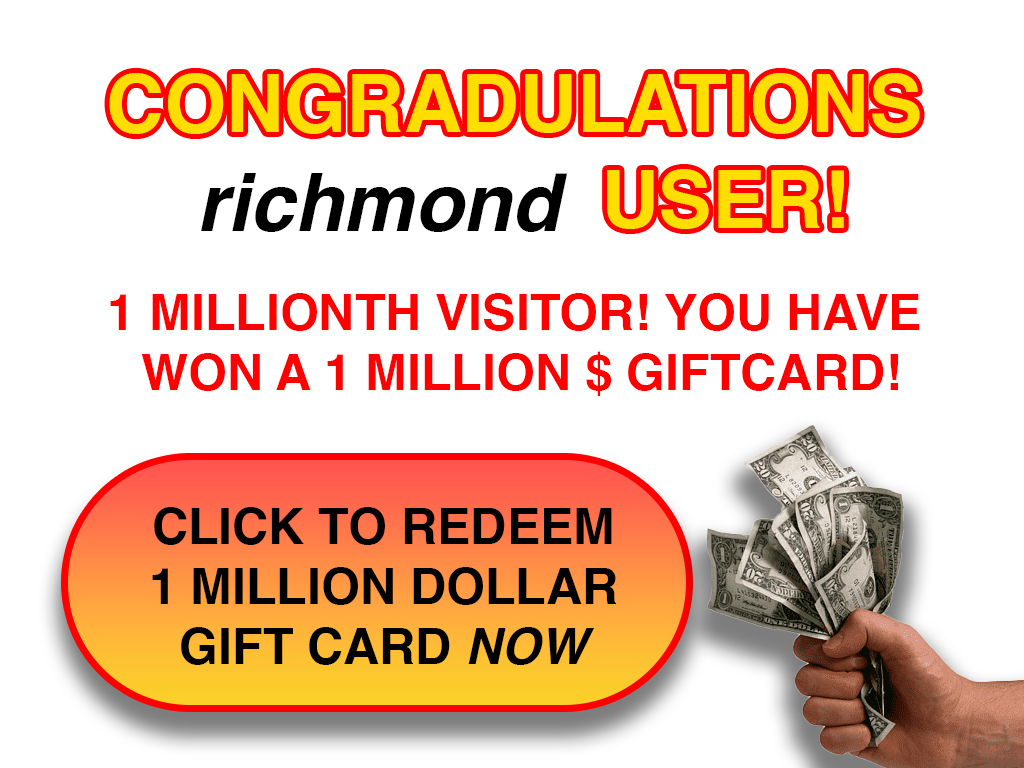 CONGRADULATIONS
richmond USER!
1 MILLIONTH VISITOR! YOU HAVE
WON A 1 MILLION $ GIFTCARD!
CLICK TO REDEEM
1 MILLION DOLLAR
GIFT CARD NOW